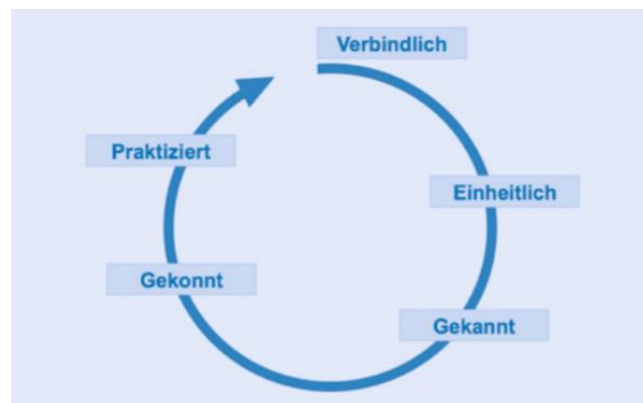 Verbindlich
Einheitlich
Gekannt
Gekonnt
Praktiziert